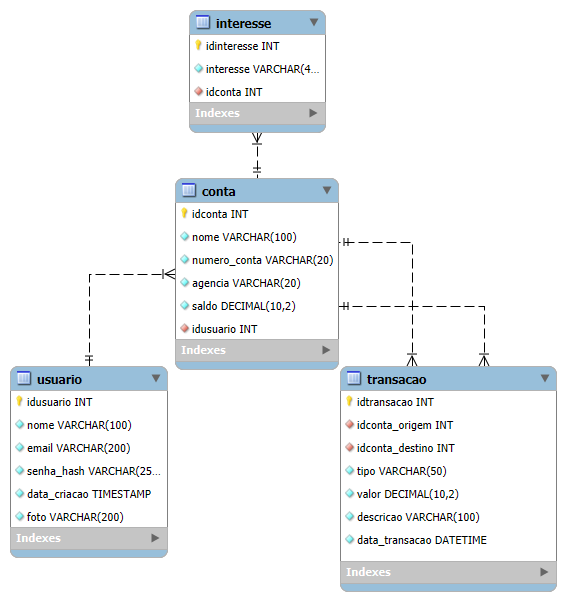 interesse
idinteresse INT
interesse VARCHAR(4...
idconta INT
Indexes
conta
idconta INT
nome VARCHAR(100)
numero_conta VARCHAR(20)
agencia VARCHAR(20)
saldo DECIMAL(10,2)
idusuario INT
Indexes
usuario
idusuario INT
nome VARCHAR(100)
email VARCHAR(200)
senha_hash VARCHAR(25...
data_criacao TIMESTAMP
foto VARCHAR(200)
Indexes
transacao
idtransacao INT
idconta_origem INT
idconta_destino INT
tipo VARCHAR(50)
valor DECIMAL(10,2)
descricao VARCHAR(100)
data_transacao DATETIME
Indexes